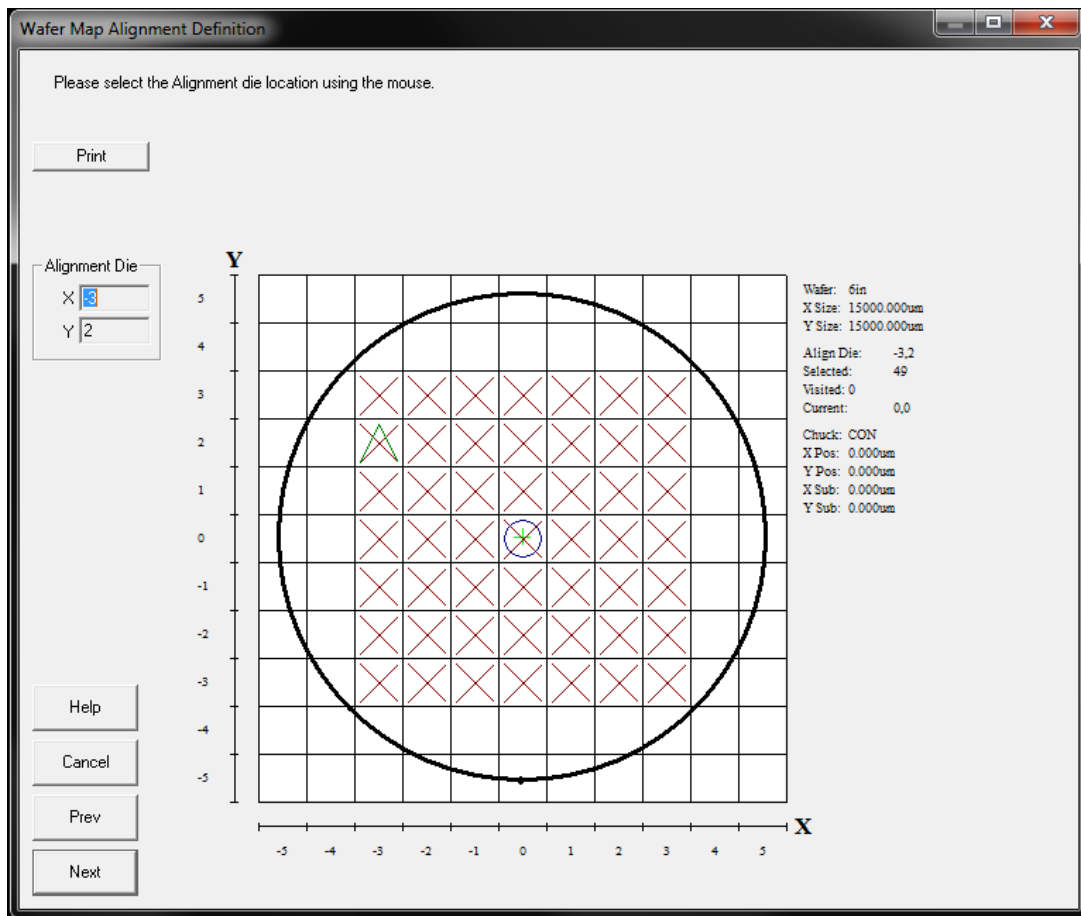 Wafer Map Alignment Definition
Please select the Alignment die location using the mouse.
Print
Alignment Die
X -3
Y 2
Y
5
4
3
2
1
0
-1
-2
-3
-4
-5
X
-5 -4 -3 -2 -1 0 1 2 3 4 5
Wafer: 6in
X Size: 15000.000um
Y Size: 15000.000um
Align Die: -3,2
Selected: 49
Visited: 0
Current: 0,0
Chuck: CON
X Pos: 0.000um
Y Pos: 0.000um
X Sub: 0.000um
Y Sub: 0.000um
Help
Cancel
Prev
Next